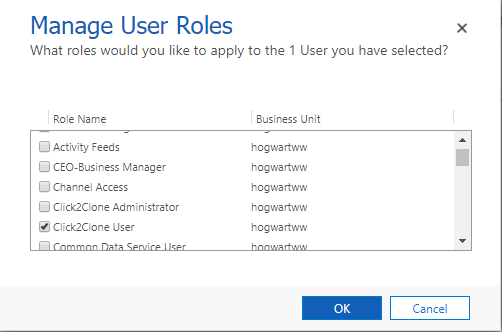 Manage User Roles
What roles would you like to apply to the 1 User you have selected?
Role Name Business Unit
Activity Feeds hogwartww
CEO-Business Manager hogwartww
Channel Access hogwartww
Click2Clone Administrator hogwartww
Click2Clone User hogwartww
Common Data Service User hogwartww
OK Cancel